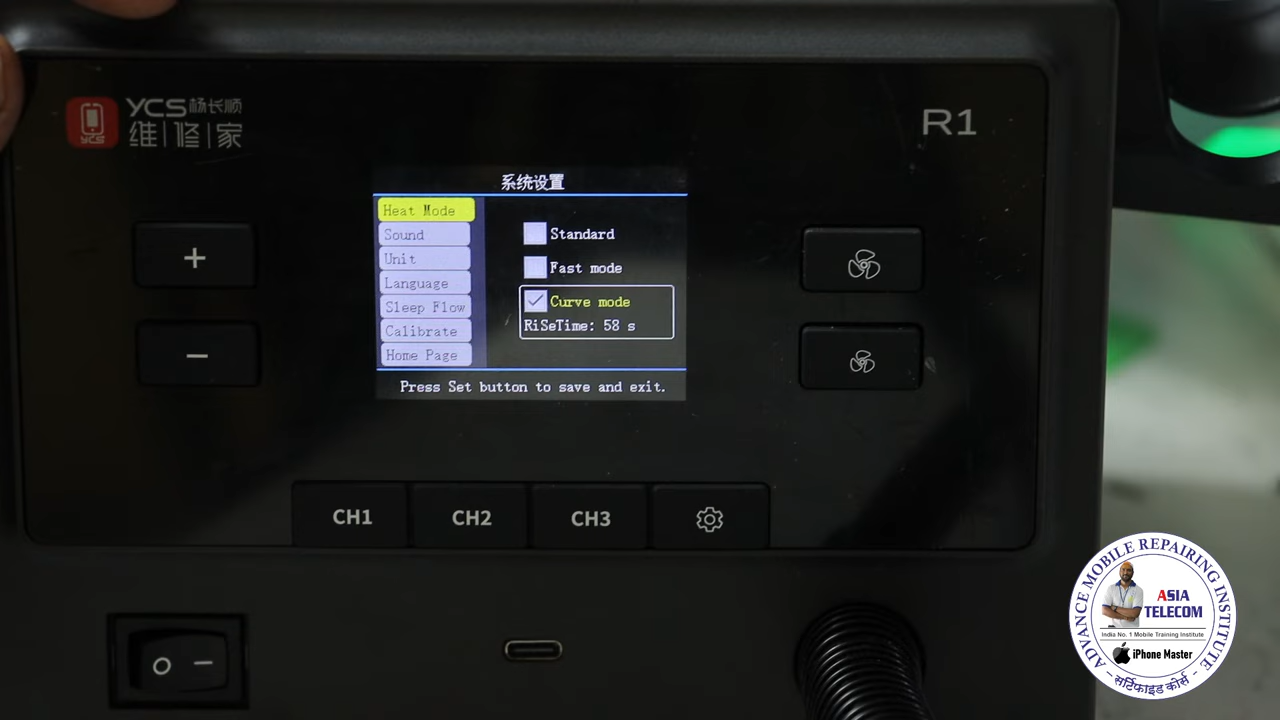 YCS杨长顺
维|修|家
YCS
R1
系统设置
Heat Mode
Sound
Unit
Language
Sleep Flow
Calibrate
Home Page
Standard
Fast mode
Curve mode
RiSeTime: 58 s
Press Set button to save and exit.
+
−
CH1
CH2
CH3
ADVANCE MOBILE REPAIRING INSTITUTE
ASIA
TELECOM
India No. 1 Mobile Training Institute
iPhone Master
- सर्टिफाइड कोर्स -